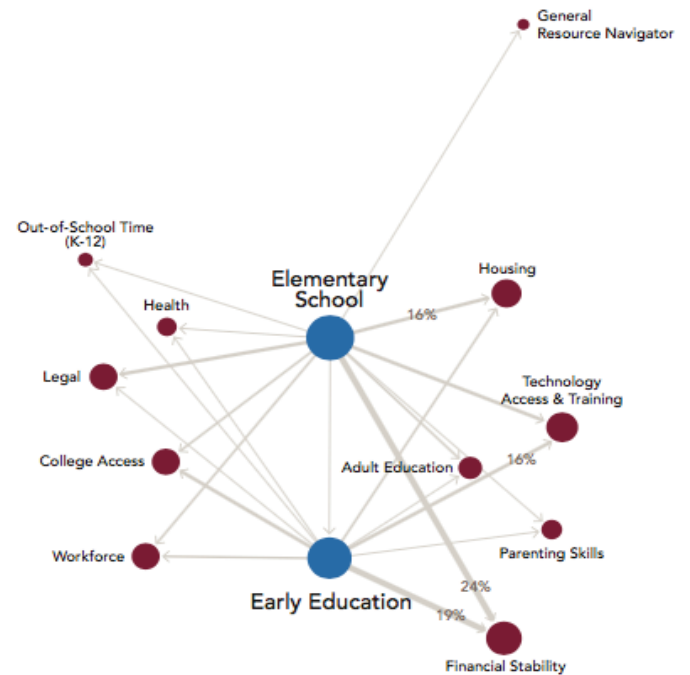 General
Resource Navigator
Out-of-School Time
(K-12)
Elementary
School
Housing
Health
16%
Legal
Technology
Access & Training
College Access
Adult Education
16%
Workforce
Parenting Skills
24%
Early Education
19%
Financial Stability